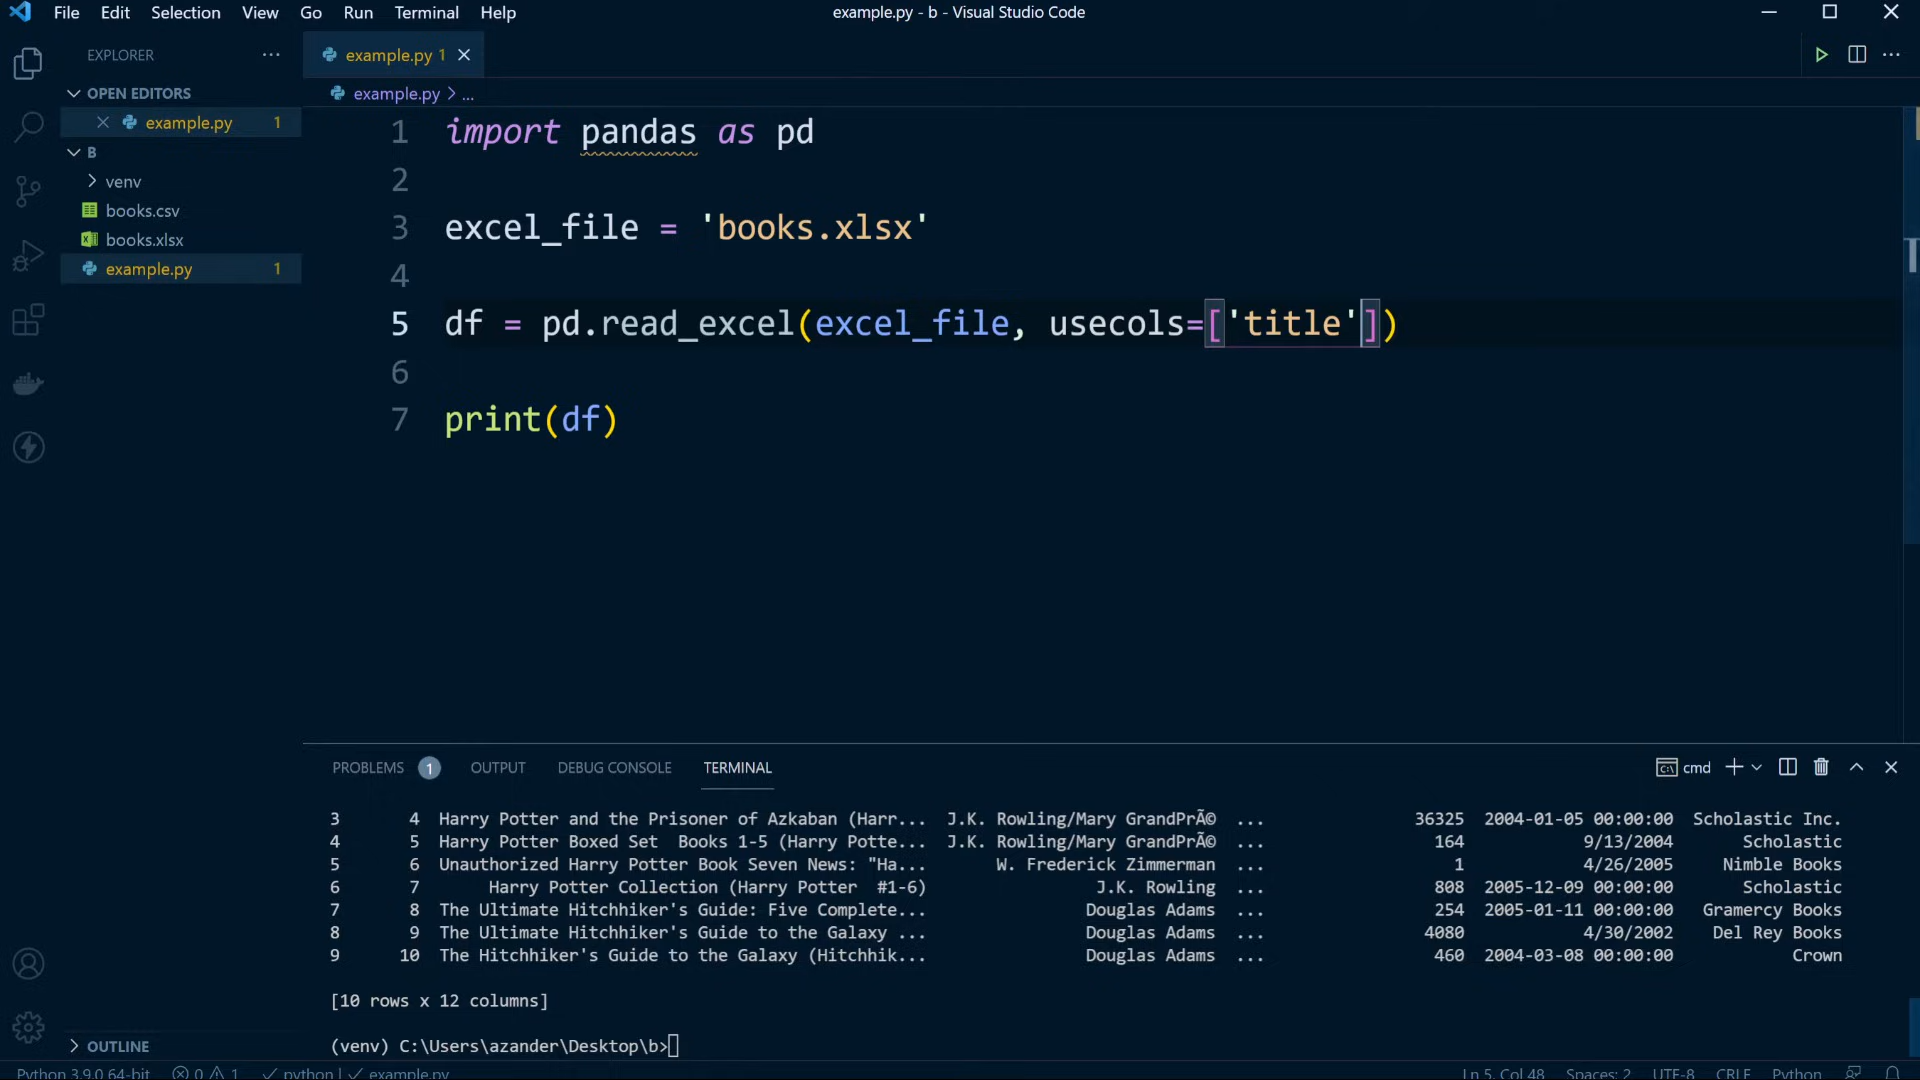 File Edit Selection View Go Run Terminal Help
example.py - b - Visual Studio Code
EXPLORER
OPEN EDITORS
example.py 1
B
venv
books.csv
books.xlsx
example.py 1
OUTLINE
example.py 1
example.py > ...
1 import pandas as pd
2
3 excel_file = 'books.xlsx'
4
5 df = pd.read_excel(excel_file, usecols=['title'])
6
7 print(df)
PROBLEMS 1 OUTPUT DEBUG CONSOLE TERMINAL
cmd
3 4 Harry Potter and the Prisoner of Azkaban (Harr... J.K. Rowling/Mary GrandPrÃ© ... 36325 2004-01-05 00:00:00 Scholastic Inc.
4 5 Harry Potter Boxed Set  Books 1-5 (Harry Potte... J.K. Rowling/Mary GrandPrÃ© ... 164 9/13/2004 Scholastic
5 6 Unauthorized Harry Potter Book Seven News: "Ha... W. Frederick Zimmerman ... 1 4/26/2005 Nimble Books
6 7 Harry Potter Collection (Harry Potter  #1-6) J.K. Rowling ... 808 2005-12-09 00:00:00 Scholastic
7 8 The Ultimate Hitchhiker's Guide: Five Complete... Douglas Adams ... 254 2005-01-11 00:00:00 Gramercy Books
8 9 The Ultimate Hitchhiker's Guide to the Galaxy ... Douglas Adams ... 4080 4/30/2002 Del Rey Books
9 10 The Hitchhiker's Guide to the Galaxy (Hitchhik... Douglas Adams ... 460 2004-03-08 00:00:00 Crown
[10 rows x 12 columns]
(venv) C:\Users\azander\Desktop\b>
Python 3.9.0 64-bit 0 1 python | example.py Ln 5, Col 48 Spaces: 2 UTF-8 CRLF Python